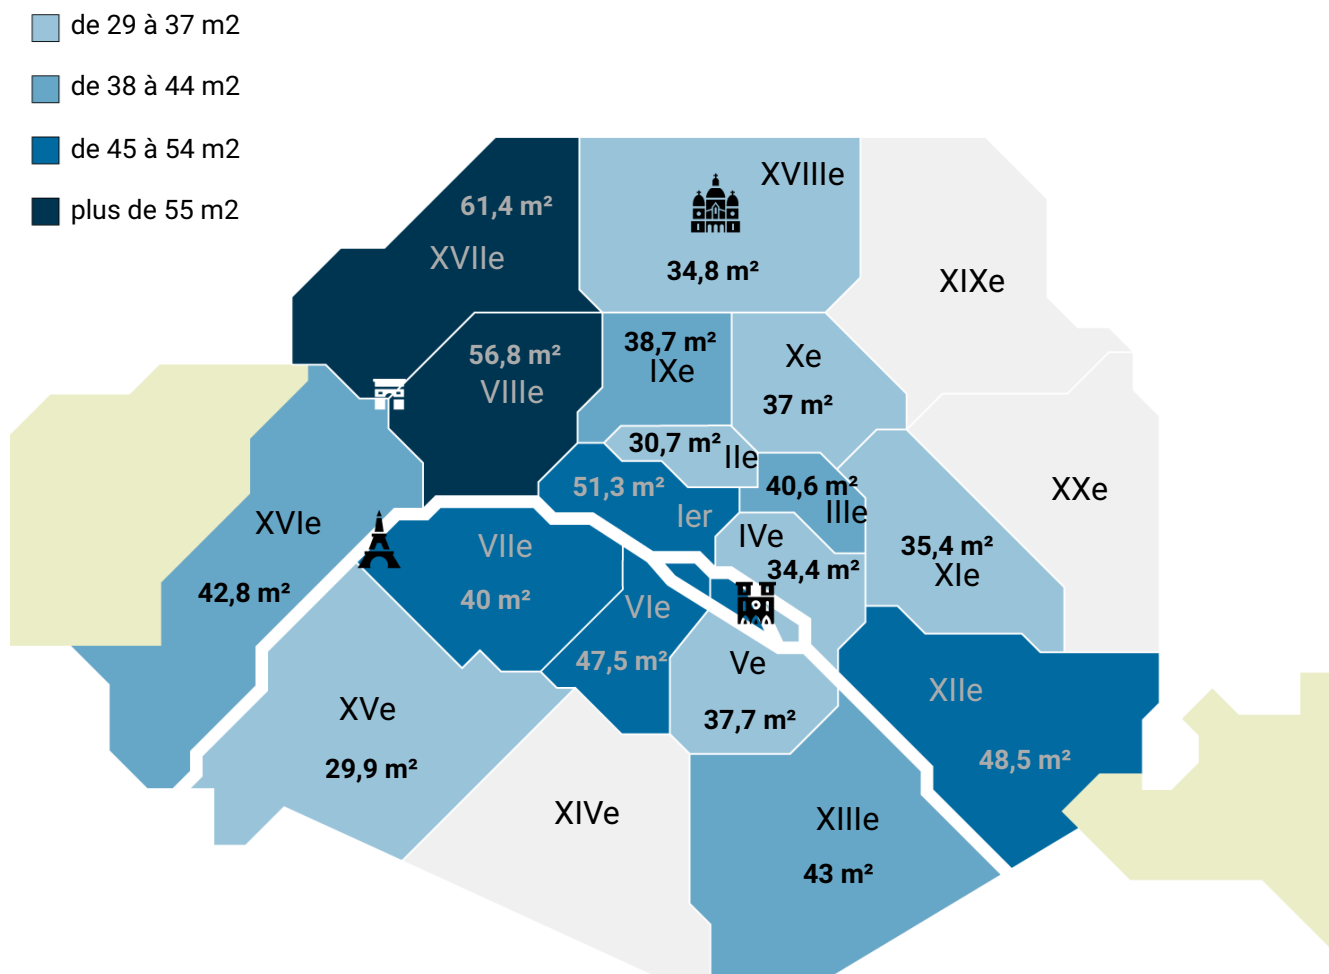 de 29 à 37 m2
de 38 à 44 m2
de 45 à 54 m2
plus de 55 m2
61,4 m²
XVIIe
XVIIIe
34,8 m²
XIXe
56,8 m²
VIIIe
38,7 m²
IXe
Xe
37 m²
30,7 m²
IIe
51,3 m²
Ier
40,6 m²
IIIe
XXe
XVIe
42,8 m²
VIIe
40 m²
IVe
34,4 m²
35,4 m²
XIe
VIe
47,5 m²
Ve
37,7 m²
XIIe
48,5 m²
XVe
29,9 m²
XIVe
XIIIe
43 m²